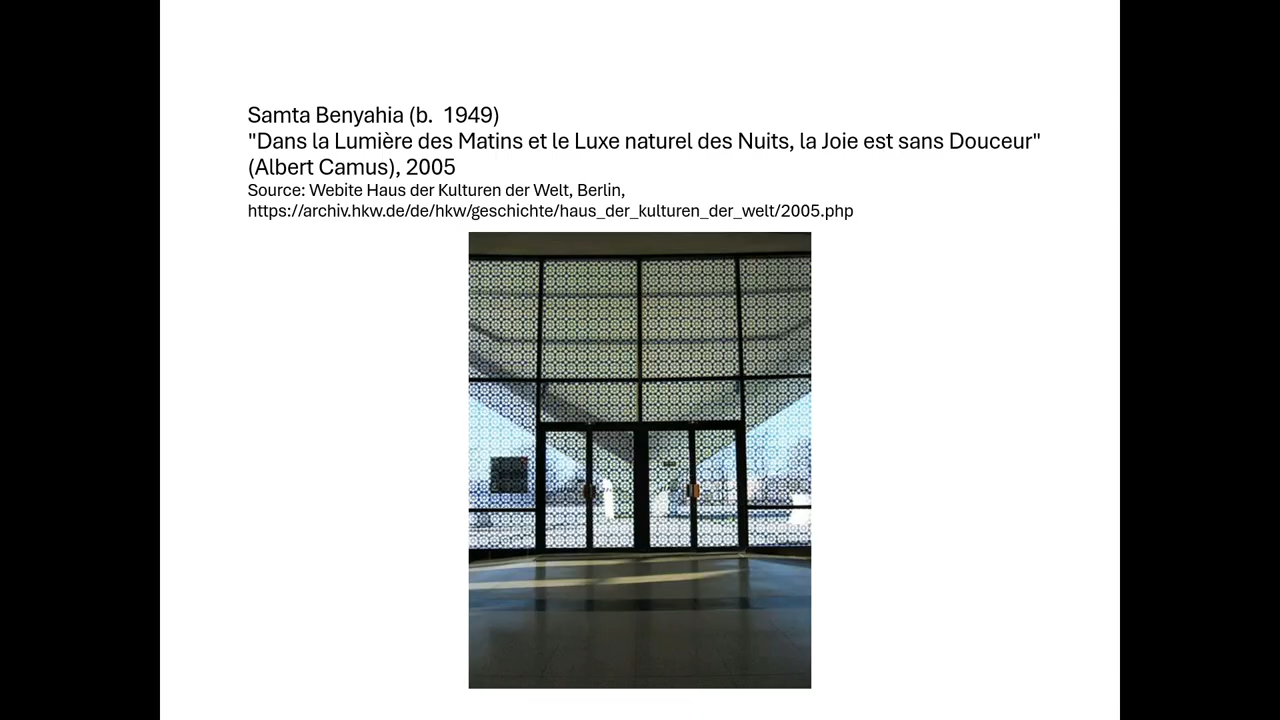 Samta Benyahia (b.  1949)
"Dans la Lumière des Matins et le Luxe naturel des Nuits, la Joie est sans Douceur"
(Albert Camus), 2005
Source: Webite Haus der Kulturen der Welt, Berlin,
https://archiv.hkw.de/de/hkw/geschichte/haus_der_kulturen_der_welt/2005.php